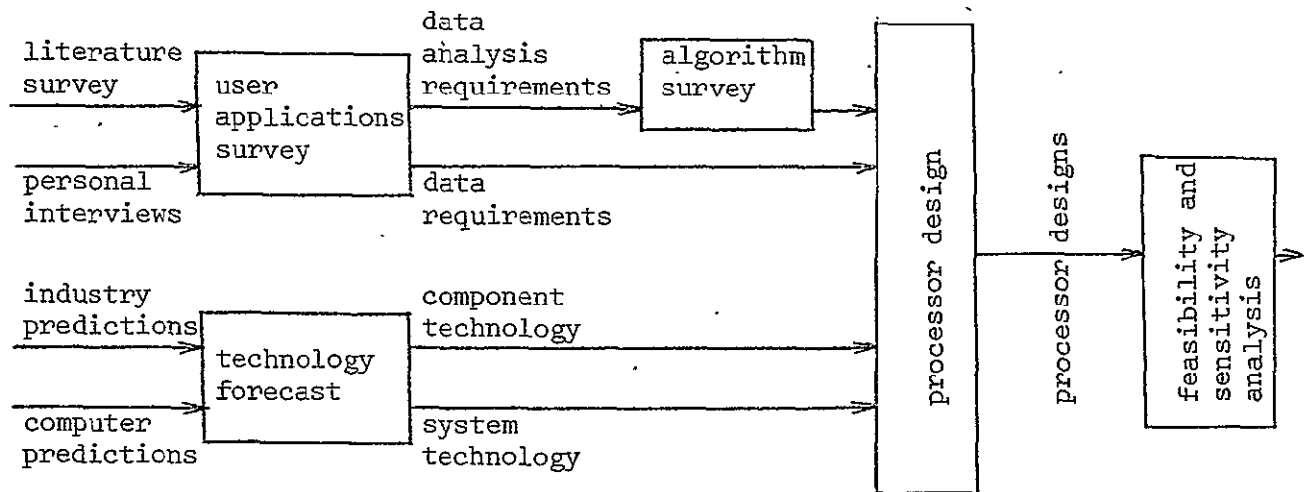 literature
survey
personal
interviews
user
applications
survey
data
analysis
requirements
data
requirements
algorithm
survey
industry
predictions
computer
predictions
technology
forecast
component
technology
system
technology
processor design
processor designs
feasibility and
sensitivity
analysis